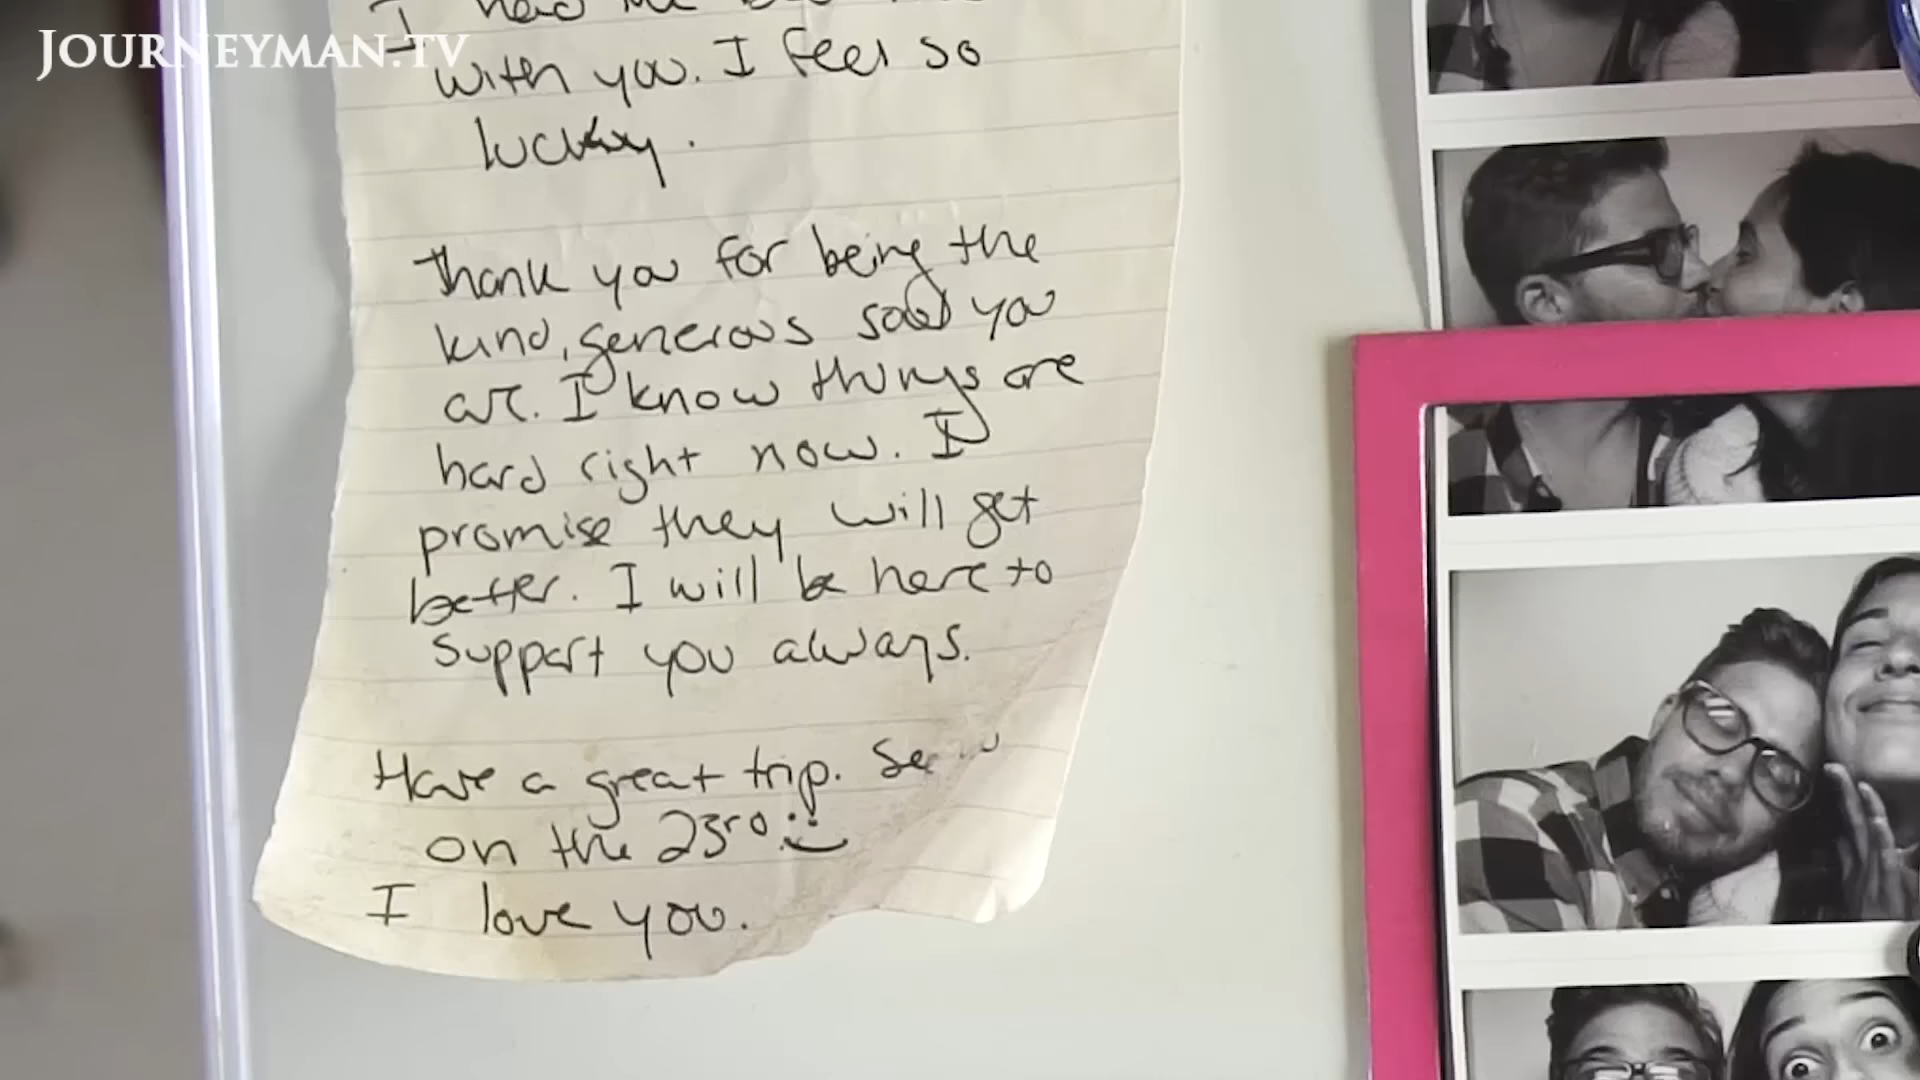 JOURNEYMAN.TV
I had
with you. I feel so
lucky.
Thank you for being the
kind, generous soul you
are. I know things are
hard right now. I
promise they will get
better. I will be here to
support you always.
Have a great trip. See
on the 23rd.
I love you.